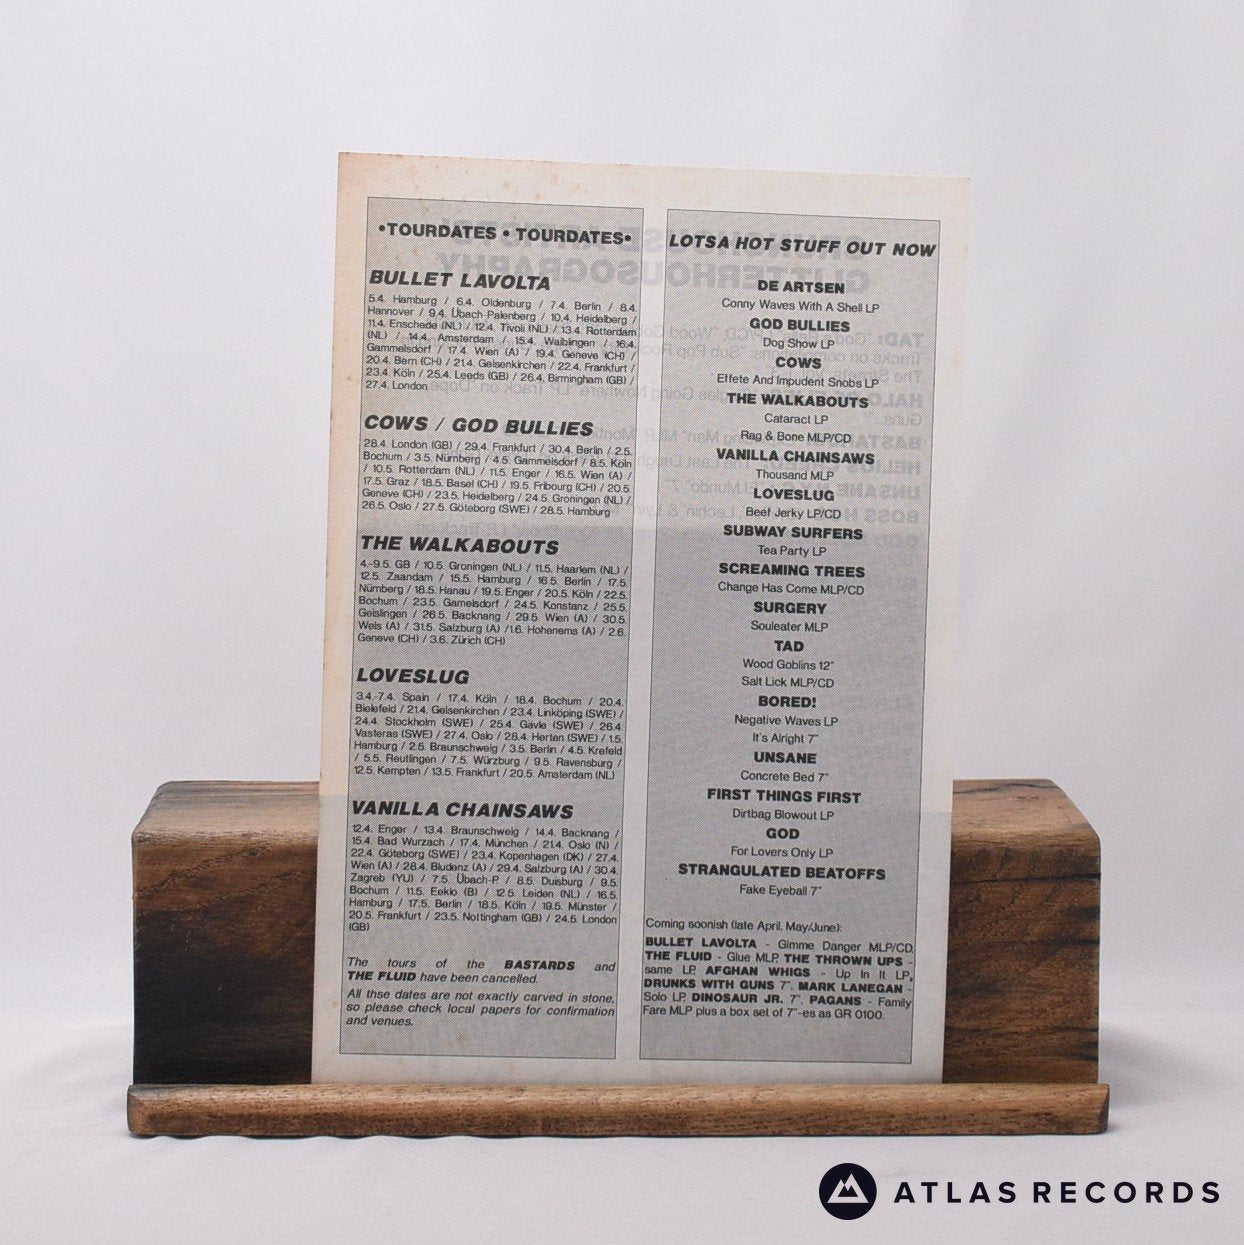 •TOURDATES • TOURDATES•
BULLET LAVOLTA
5.4. Hamburg / 6.4. Oldenburg / 7.4. Berlin / 8.4.
Hannover / 9.4. Übach-Palenberg / 10.4. Heidelberg /
11.4. Enschede (NL) / 12.4. Tivoli (NL) / 13.4. Rotterdam
(NL) / 14.4. Amsterdam / 15.4. Waiblingen / 16.4.
Gammelsdorf / 17.4. Wien (A) / 19.4. Geneve (CH) /
20.4. Bern (CH) / 21.4. Gelsenkirchen / 22.4. Frankfurt /
23.4. Köln / 25.4. Leeds (GB) / 26.4. Birmingham (GB) /
27.4. London
COWS / GOD BULLIES
28.4. London (GB) / 29.4. Frankfurt / 30.4. Berlin / 2.5.
Bochum / 3.5. Nürnberg / 4.5. Gammelsdorf / 8.5. Köln
/ 10.5. Rotterdam (NL) / 11.5. Enger / 16.5. Wien (A) /
17.5. Graz / 18.5. Basel (CH) / 19.5. Fribourg (CH) / 20.5.
Geneve (CH) / 23.5. Heidelberg / 24.5. Groningen (NL) /
26.5. Oslo / 27.5. Göteborg (SWE) / 28.5. Hamburg
THE WALKABOUTS
4.-9.5. GB / 10.5. Groningen (NL) / 11.5. Haarlem (NL) /
12.5. Zaandam / 15.5. Hamburg / 16.5. Berlin / 17.5.
Nürnberg / 18.5. Hanau / 19.5. Enger / 20.5. Köln / 22.5.
Bochum / 23.5. Gamelsdorf / 24.5. Konstanz / 25.5.
Geislingen / 26.5. Backnang / 29.5. Wien (A) / 30.5.
Wels (A) / 31.5. Salzburg (A) /1.6. Hohenems (A) / 2.6.
Geneve (CH) / 3.6. Zürich (CH)
LOVESLUG
3.4.-7.4. Spain / 17.4. Köln / 18.4. Bochum / 20.4.
Bielefeld / 21.4. Gelsenkirchen / 23.4. Linköping (SWE) /
24.4. Stockholm (SWE) / 25.4. Gävle (SWE) / 26.4.
Vasteras (SWE) / 27.4. Oslo / 28.4. Herten (SWE) / 1.5.
Hamburg / 2.5. Braunschweig / 3.5. Berlin / 4.5. Krefeld
/ 5.5. Reutlingen / 7.5. Würzburg / 9.5. Ravensburg /
12.5. Kempten / 13.5. Frankfurt / 20.5. Amsterdam (NL)
VANILLA CHAINSAWS
12.4. Enger / 13.4. Braunschweig / 14.4. Backnang /
15.4. Bad Wurzach / 17.4. München / 21.4. Oslo (N) /
22.4. Göteborg (SWE) / 23.4. Kopenhagen (DK) / 27.4.
Wien (A) / 28.4. Bludenz (A) / 29.4. Salzburg (A) / 30.4.
Zagreb (YU) / 7.5. Übach-P. / 8.5. Duisburg / 9.5.
Bochum / 11.5. Eeklo (B) / 12.5. Leiden (NL) / 16.5.
Hamburg / 17.5. Berlin / 18.5. Köln / 19.5. Münster /
20.5. Frankfurt / 23.5. Nottingham (GB) / 24.5. London
(GB)
The tours of the BASTARDS and
THE FLUID have been cancelled.
All thse dates are not exactly carved in stone,
so please check local papers for confirmation
and venues.
LOTSA HOT STUFF OUT NOW
DE ARTSEN
Conny Waves With A Shell LP
GOD BULLIES
Dog Show LP
COWS
Effete And Impudent Snobs LP
THE WALKABOUTS
Cataract LP
Rag & Bone MLP/CD
VANILLA CHAINSAWS
Thousand MLP
LOVESLUG
Beef Jerky LP/CD
SUBWAY SURFERS
Tea Party LP
SCREAMING TREES
Change Has Come MLP/CD
SURGERY
Souleater MLP
TAD
Wood Goblins 12"
Salt Lick MLP/CD
BORED!
Negative Waves LP
It's Alright 7"
UNSANE
Concrete Bed 7"
FIRST THINGS FIRST
Dirtbag Blowout LP
GOD
For Lovers Only LP
STRANGULATED BEATOFFS
Fake Eyeball 7"
Coming soonish (late April, May/June):
BULLET LAVOLTA - Gimme Danger MLP/CD,
THE FLUID - Glue MLP, THE THROWN UPS -
same LP, AFGHAN WHIGS - Up In It LP,
DRUNKS WITH GUNS 7", MARK LANEGAN -
Solo LP, DINOSAUR JR. 7", PAGANS - Family
Fare MLP plus a box set of 7"-es as GR 0100.
ATLAS RECORDS